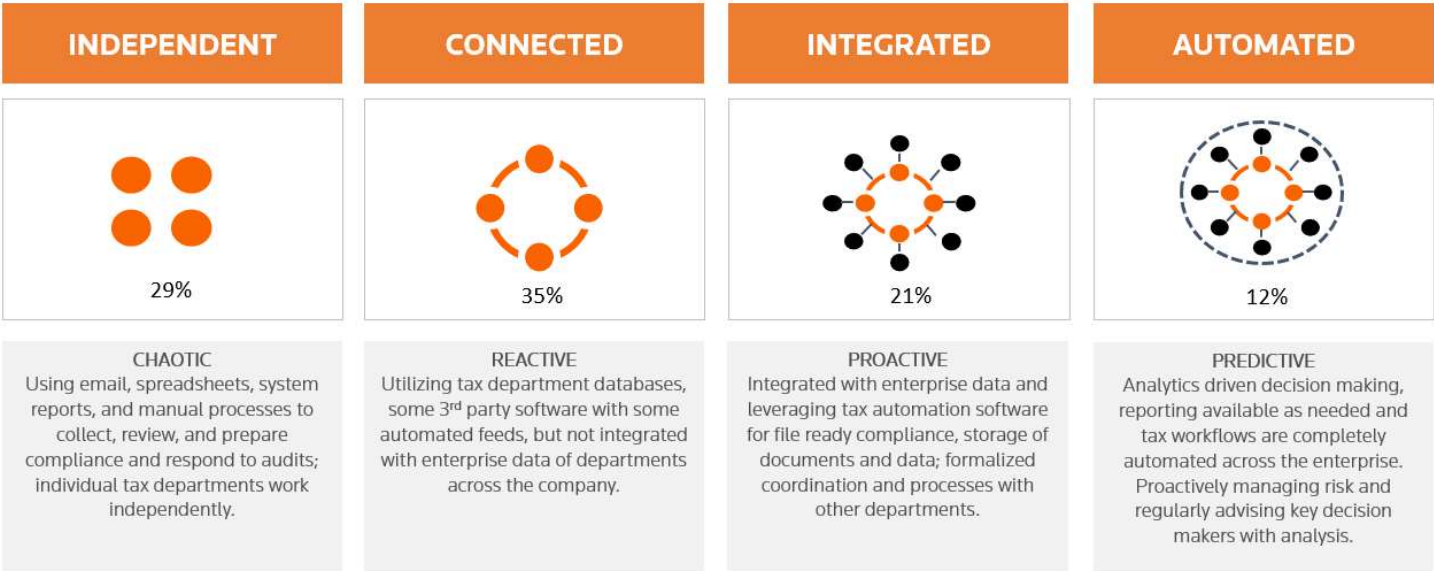 INDEPENDENT
29%
CHAOTIC
Using email, spreadsheets, system
reports, and manual processes to
collect, review, and prepare
compliance and respond to audits;
individual tax departments work
independently.
CONNECTED
35%
REACTIVE
Utilizing tax department databases,
some 3rd party software with some
automated feeds, but not integrated
with enterprise data of departments
across the company.
INTEGRATED
21%
PROACTIVE
Integrated with enterprise data and
leveraging tax automation software
for file ready compliance, storage of
documents and data; formalized
coordination and processes with
other departments.
AUTOMATED
12%
PREDICTIVE
Analytics driven decision making,
reporting available as needed and
tax workflows are completely
automated across the enterprise.
Proactively managing risk and
regularly advising key decision
makers with analysis.